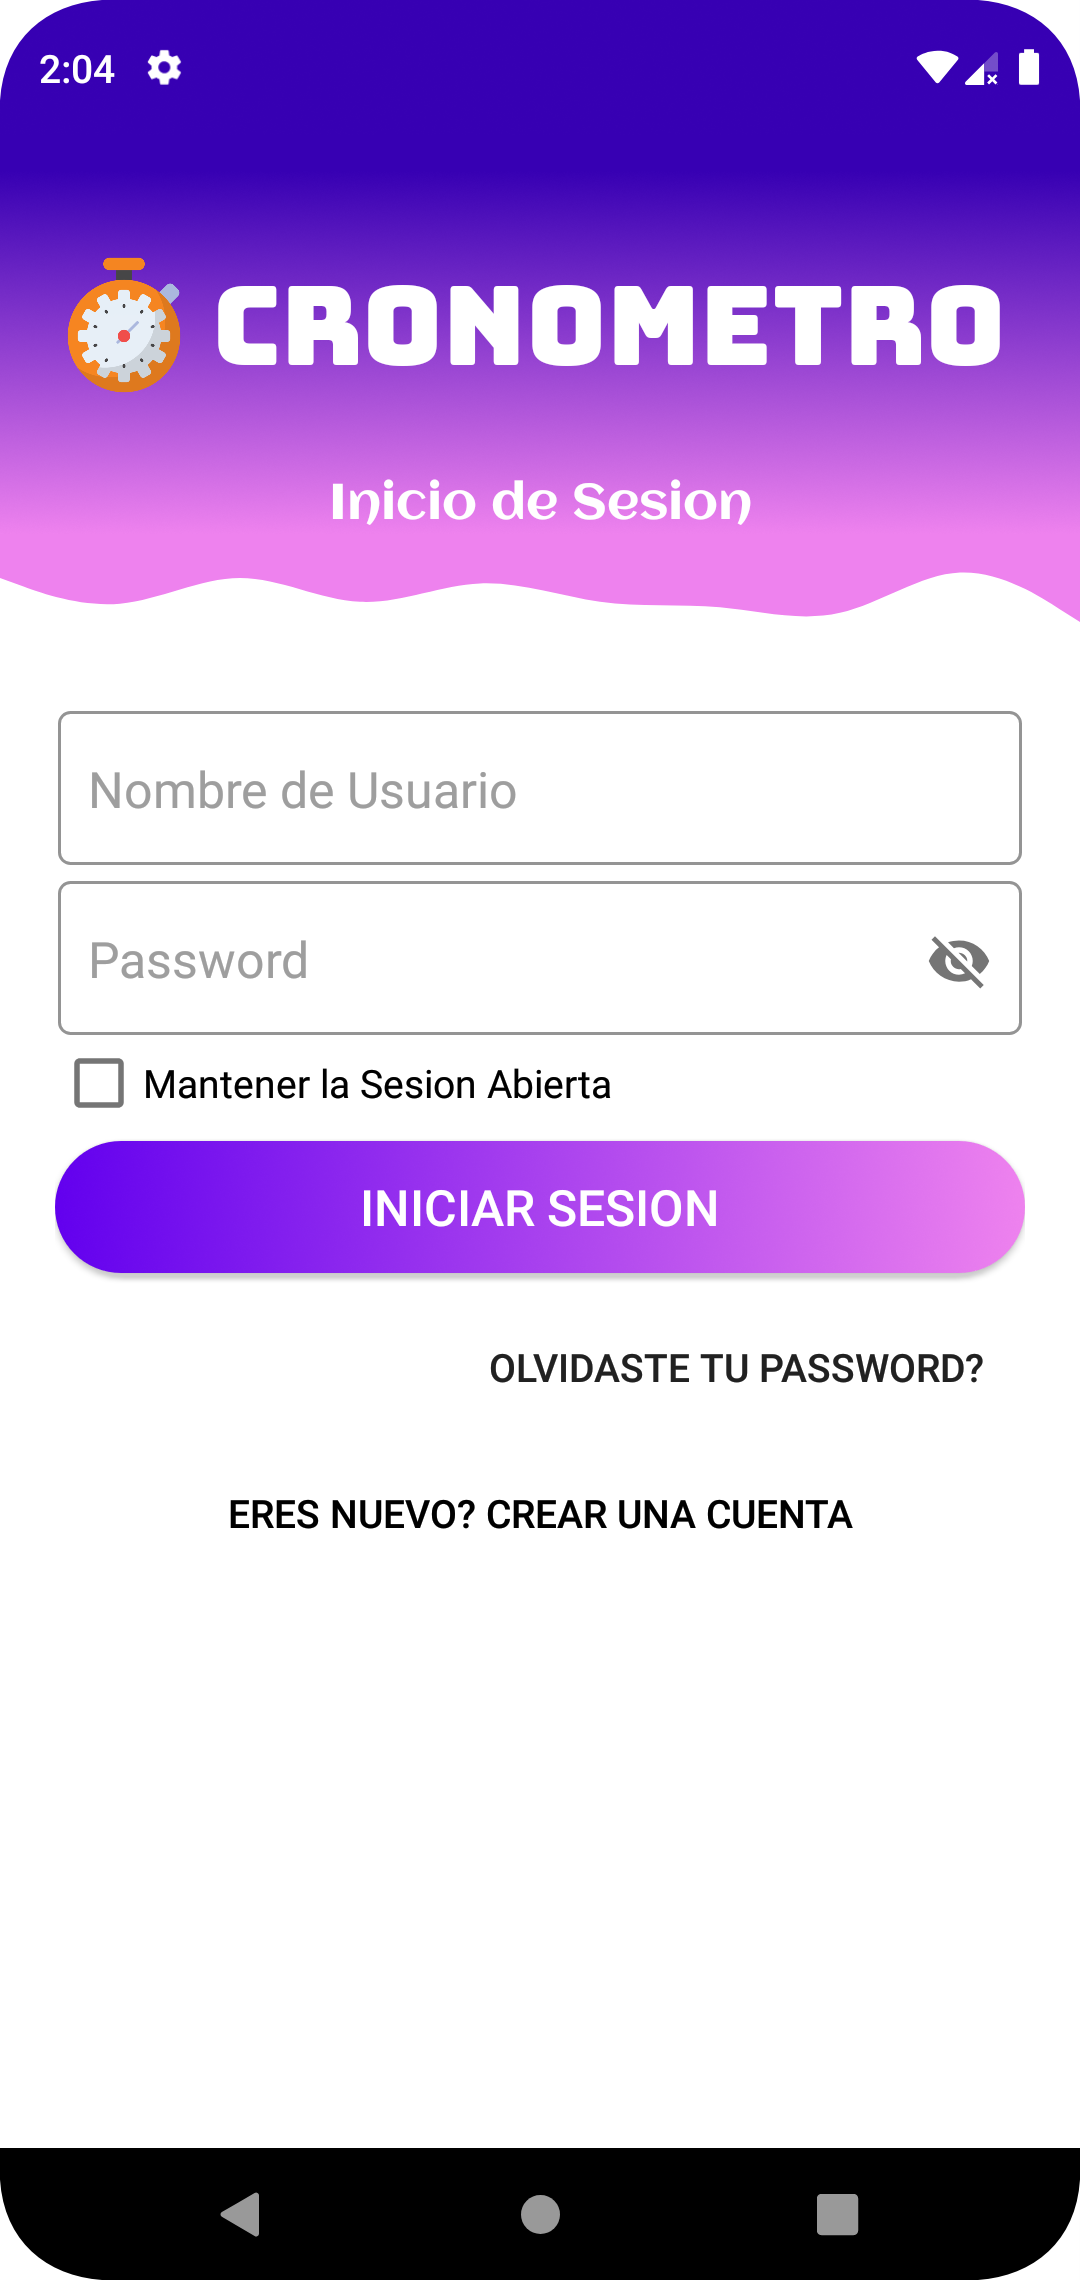 2:04
CRONOMETRO
Inicio de Sesion
Nombre de Usuario
Password
Mantener la Sesion Abierta
INICIAR SESION
OLVIDASTE TU PASSWORD?
ERES NUEVO? CREAR UNA CUENTA